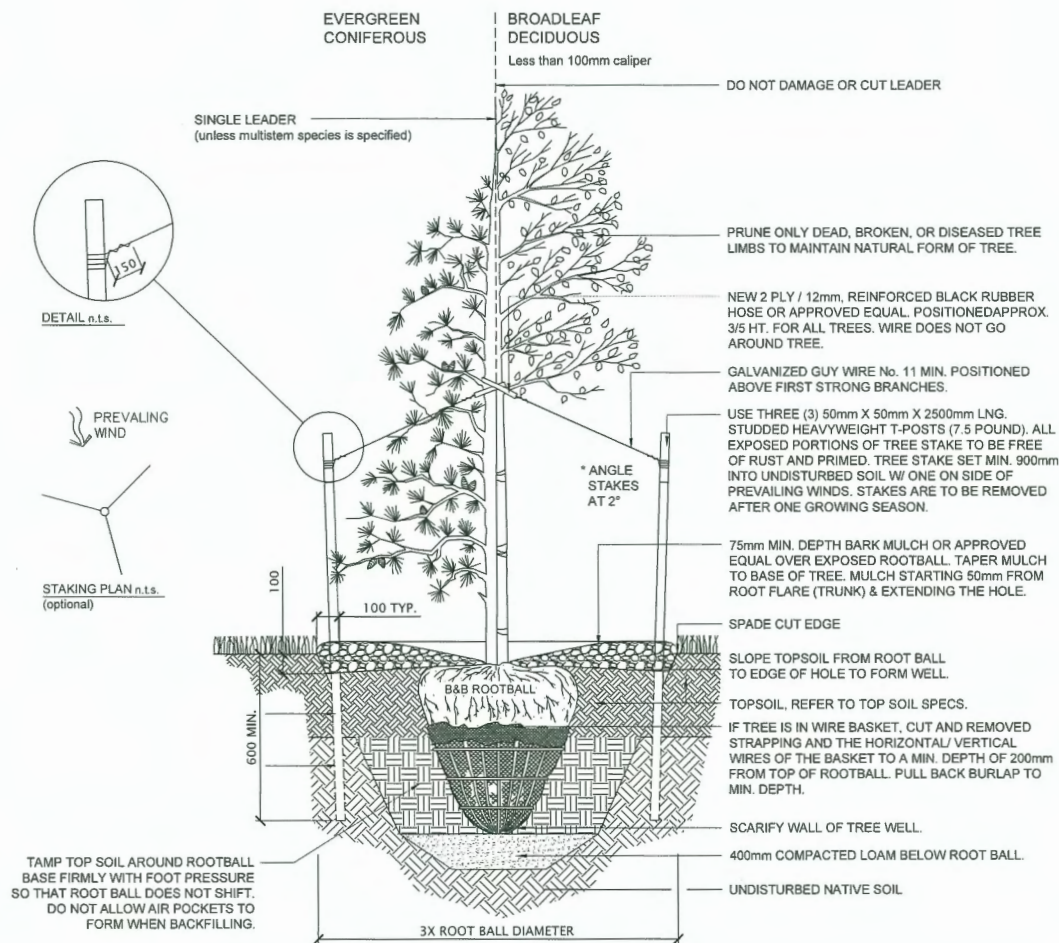 EVERGREEN
CONIFEROUS
BROADLEAF
DECIDUOUS
Less than 100mm caliper
DO NOT DAMAGE OR CUT LEADER
SINGLE LEADER
(unless multistem species is specified)
PRUNE ONLY DEAD, BROKEN, OR DISEASED TREE
LIMBS TO MAINTAIN NATURAL FORM OF TREE.
150
DETAIL n.t.s.
NEW 2 PLY / 12mm, REINFORCED BLACK RUBBER
HOSE OR APPROVED EQUAL. POSITIONEDAPPROX.
3/5 HT. FOR ALL TREES. WIRE DOES NOT GO
AROUND TREE.
GALVANIZED GUY WIRE No. 11 MIN. POSITIONED
ABOVE FIRST STRONG BRANCHES.
PREVALING
WIND
USE THREE (3) 50mm X 50mm X 2500mm LNG.
STUDDED HEAVYWEIGHT T-POSTS (7.5 POUND). ALL
EXPOSED PORTIONS OF TREE STAKE TO BE FREE
OF RUST AND PRIMED. TREE STAKE SET MIN. 900mm
INTO UNDISTURBED SOIL W/ ONE ON SIDE OF
PREVAILING WINDS. STAKES ARE TO BE REMOVED
AFTER ONE GROWING SEASON.
* ANGLE
STAKES
AT 2°
STAKING PLAN n.t.s.
(optional)
100
100 TYP.
75mm MIN. DEPTH BARK MULCH OR APPROVED
EQUAL OVER EXPOSED ROOTBALL. TAPER MULCH
TO BASE OF TREE. MULCH STARTING 50mm FROM
ROOT FLARE (TRUNK) & EXTENDING THE HOLE.
SPADE CUT EDGE
SLOPE TOPSOIL FROM ROOT BALL
TO EDGE OF HOLE TO FORM WELL.
B&B ROOTBALL
TOPSOIL, REFER TO TOP SOIL SPECS.
600 MIN.
IF TREE IS IN WIRE BASKET, CUT AND REMOVED
STRAPPING AND THE HORIZONTAL/ VERTICAL
WIRES OF THE BASKET TO A MIN. DEPTH OF 200mm
FROM TOP OF ROOTBALL. PULL BACK BURLAP TO
MIN. DEPTH.
SCARIFY WALL OF TREE WELL.
400mm COMPACTED LOAM BELOW ROOT BALL.
UNDISTURBED NATIVE SOIL
TAMP TOP SOIL AROUND ROOTBALL
BASE FIRMLY WITH FOOT PRESSURE
SO THAT ROOT BALL DOES NOT SHIFT.
DO NOT ALLOW AIR POCKETS TO
FORM WHEN BACKFILLING.
3X ROOT BALL DIAMETER